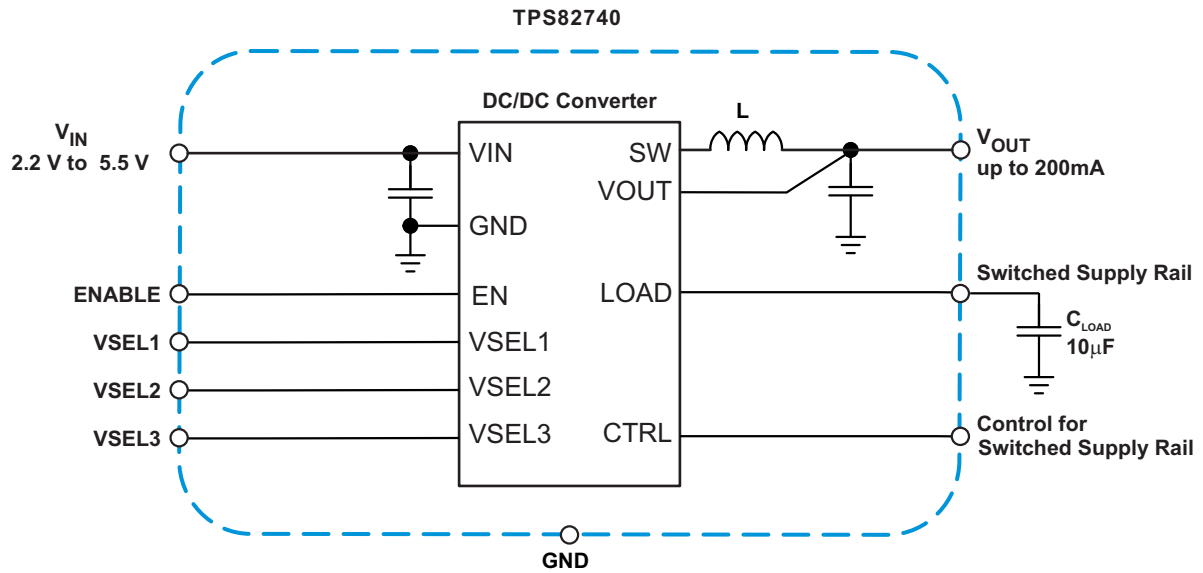 TPS82740
DC/DC Converter
L
VIN
2.2 V to 5.5 V
VIN
SW
VOUT
up to 200mA
VOUT
GND
Switched Supply Rail
ENABLE
EN
LOAD
CLOAD
10μF
VSEL1
VSEL1
VSEL2
VSEL2
VSEL3
VSEL3
CTRL
Control for
Switched Supply Rail
GND